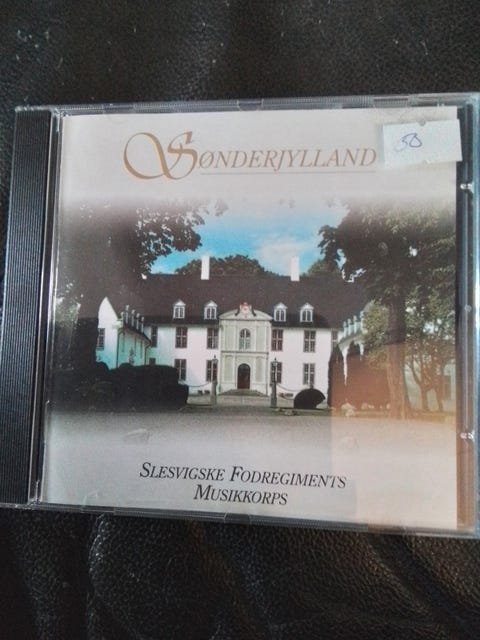 SØNDERJYLLAND
50
SLESVIGSKE FODREGIMENTS
MUSIKKORPS